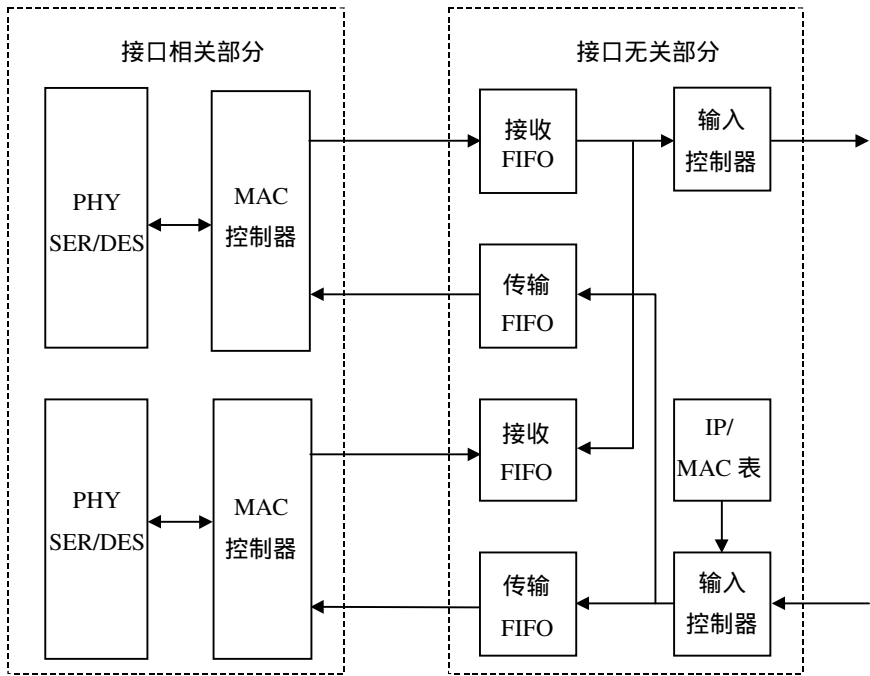 接口相关部分
接口无关部分
PHY
SER/DES
MAC
控制器
接收
FIFO
输入
控制器
传输
FIFO
PHY
SER/DES
MAC
控制器
接收
FIFO
IP/
MAC 表
传输
FIFO
输入
控制器